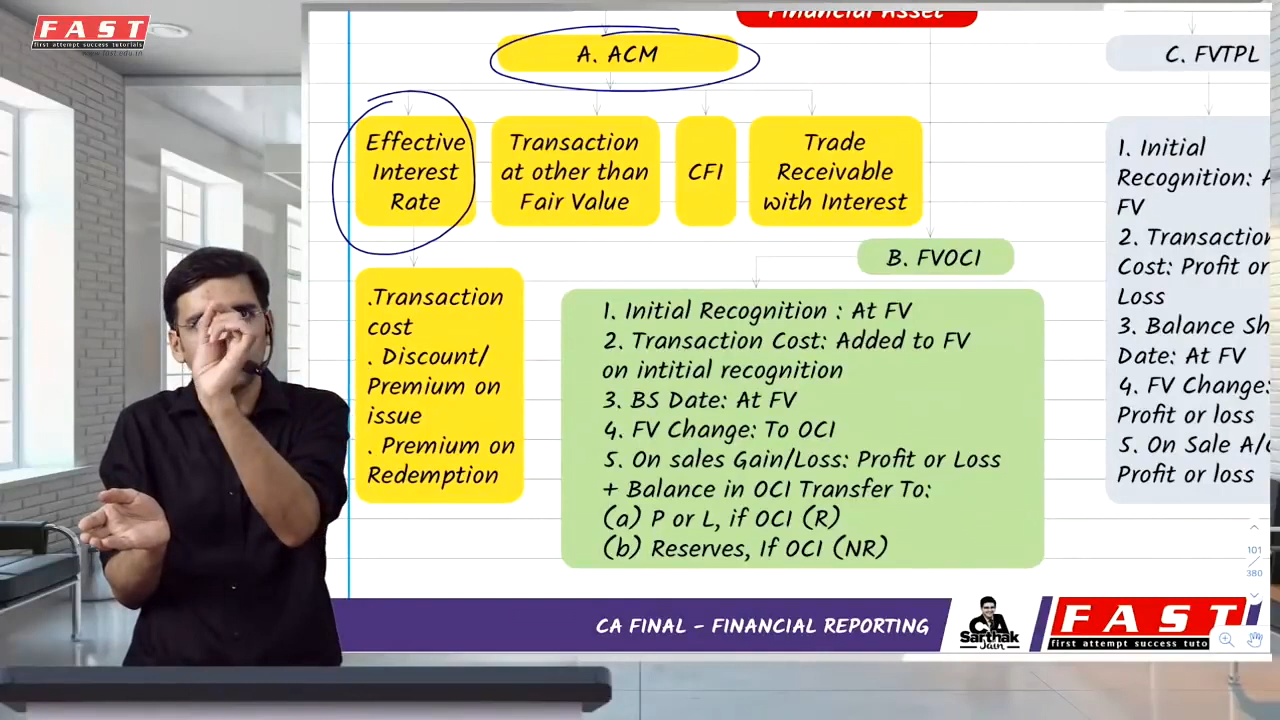 FAST
first attempt success tutorials
www.fast.edu.in
Financial Asset
A. ACM
Effective
Interest
Rate
Transaction
at other than
Fair Value
CFI
Trade
Receivable
with Interest
.Transaction
cost
. Discount/
Premium on
issue
. Premium on
Redemption
B. FVOCI
1. Initial Recognition : At FV
2. Transaction Cost: Added to FV
on intitial recognition
3. BS Date: At FV
4. FV Change: To OCI
5. On sales Gain/Loss: Profit or Loss
+ Balance in OCI Transfer To:
(a) P or L, if OCI (R)
(b) Reserves, If OCI (NR)
C. FVTPL
1. Initial
Recognition:
FV
2. Transaction
Cost: Profit or
Loss
3. Balance Sh
Date: At FV
4. FV Change:
Profit or loss
5. On Sale A/c
Profit or loss
101
380
CA FINAL - FINANCIAL REPORTING
CA
Sarthak
Jain
FAST
first attempt success tuto